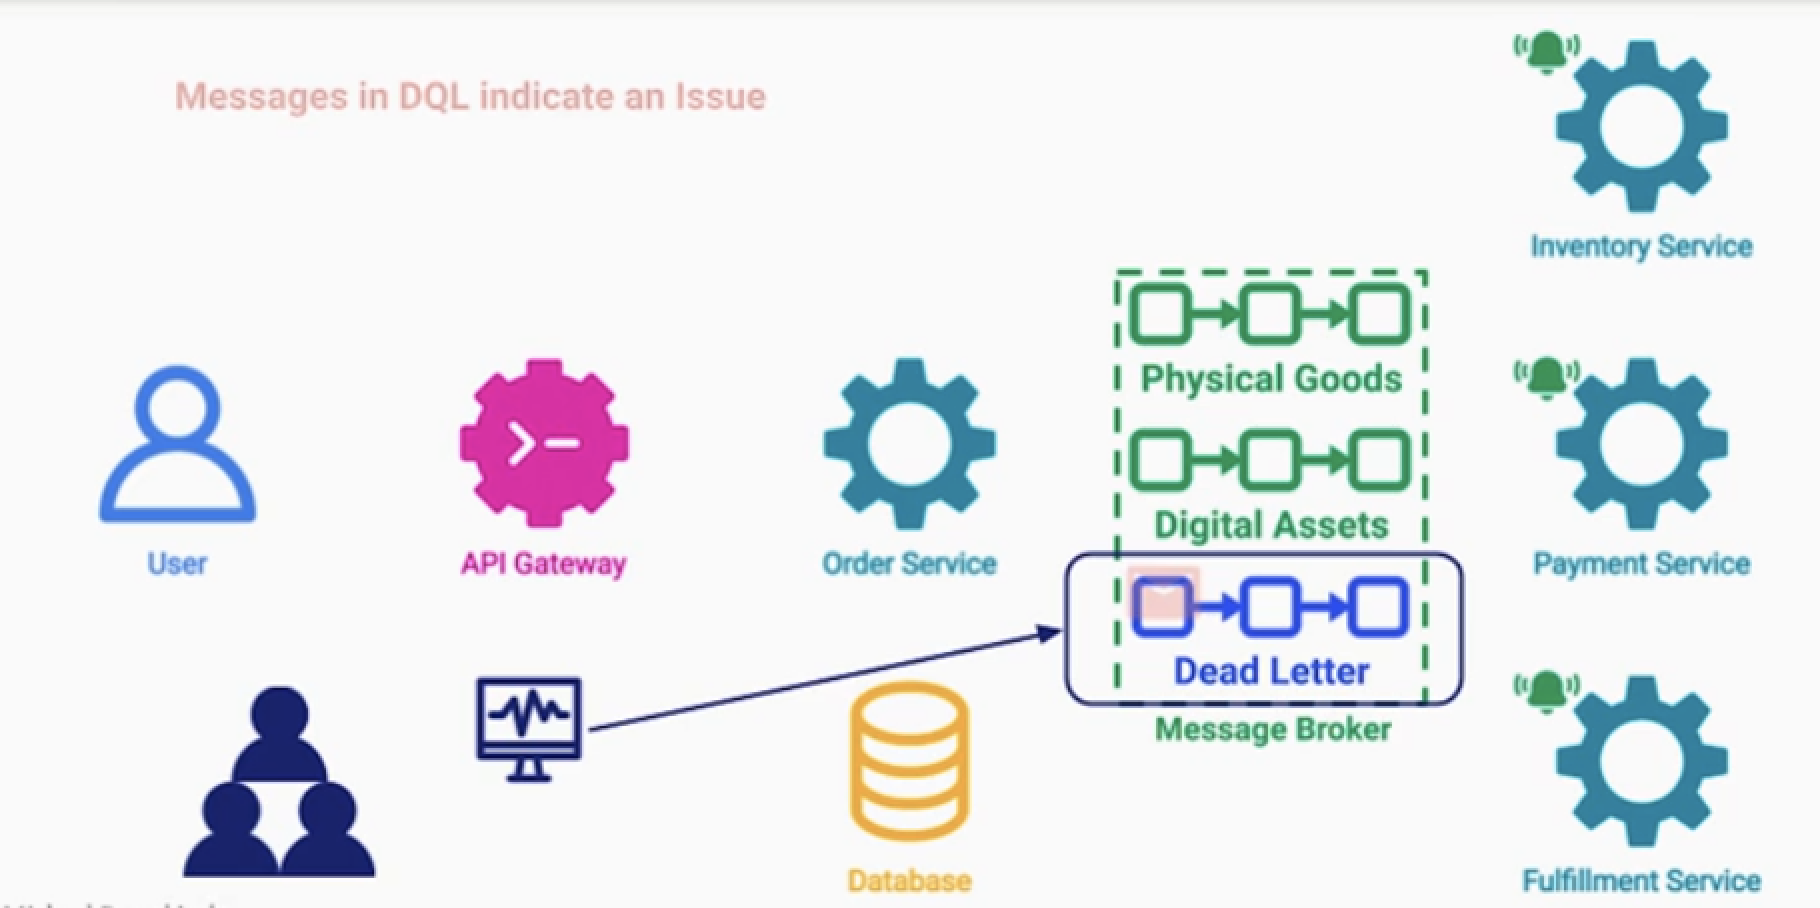 Messages in DQL indicate an Issue
Inventory Service
Physical Goods
Digital Assets
User
API Gateway
Order Service
Payment Service
Dead Letter
Message Broker
Database
Fulfillment Service